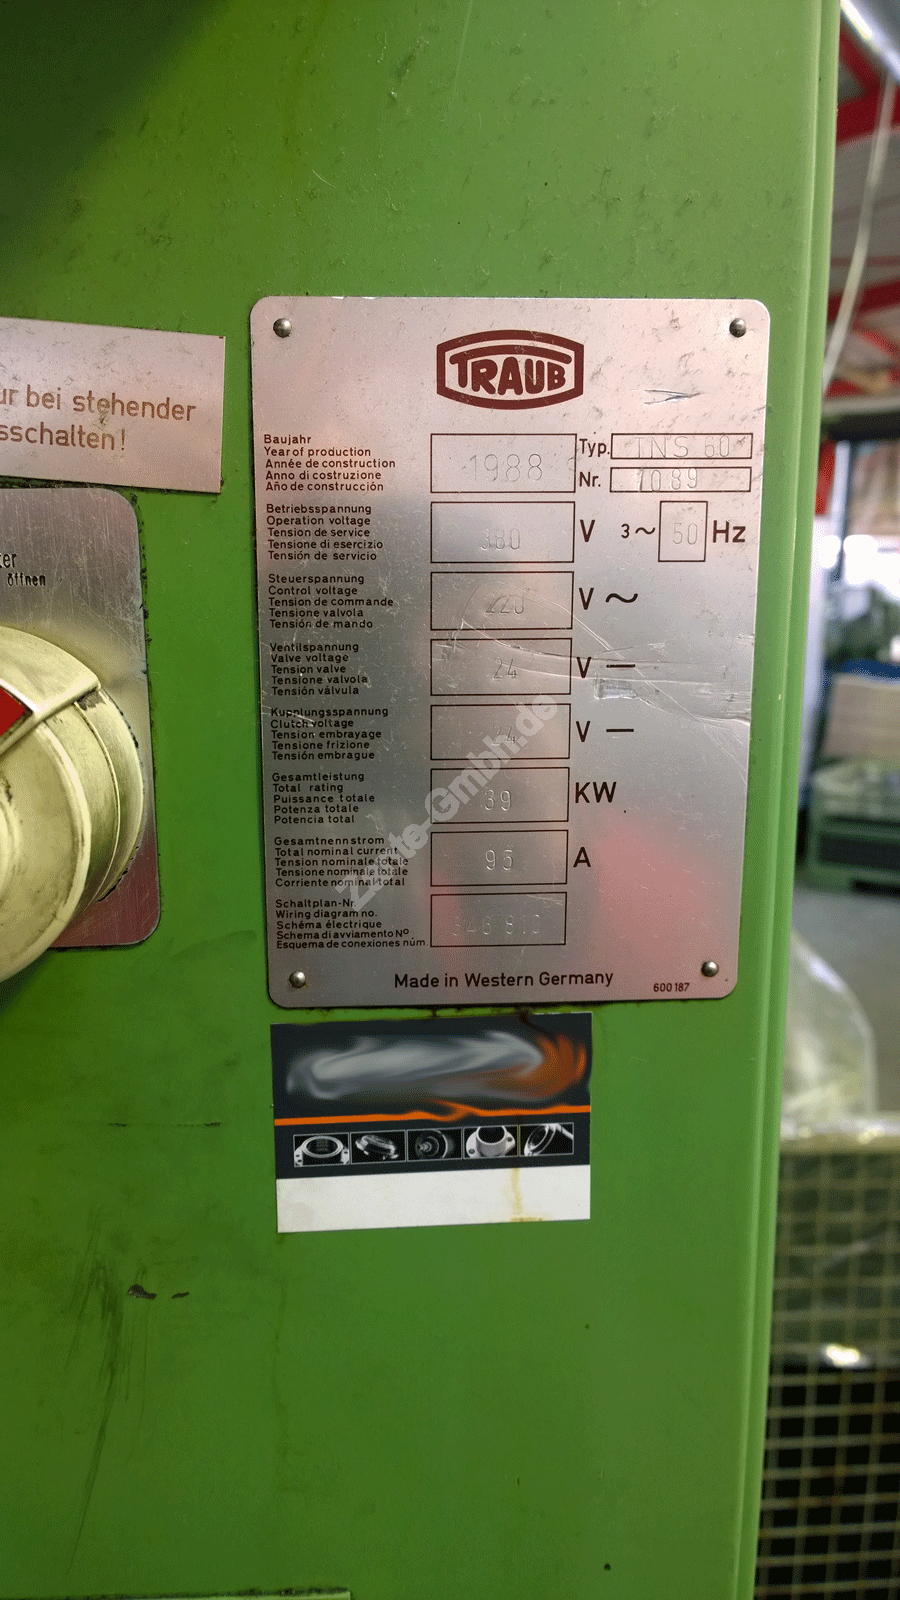 ur bei stehender
sschalten!
ter
öffnen
TRAUB
Baujahr
Year of production
Année de construction
Anno di costruzione
Año de construcción
1988
Typ. TNS 60
Nr. 1089
Betriebsspannung
Operation voltage
Tension de service
Tensione di esercizio
Tensión de servicio
380 V 3~ 50 Hz
Steuerspannung
Control voltage
Tension de commande
Tensione valvola
Tensión de mando
220 V ~
Ventilspannung
Valve voltage
Tension valve
Tensione valvola
Tensión válvula
24 V —
Kupplungsspannung
Clutch voltage
Tension embrayage
Tensione frizione
Tensión embrague
24 V —
Gesamtleistung
Total rating
Puissance totale
Potenza totale
Potencia total
39 KW
Gesamtnennstrom
Total nominal current
Tension nominale totale
Tensione nominale totale
Corriente nominal total
95 A
Schaltplan-Nr.
Wiring diagram no.
Schéma électrique
Schema di avviamento Nº
Esquema de conexiones núm
Made in Western Germany
600 187